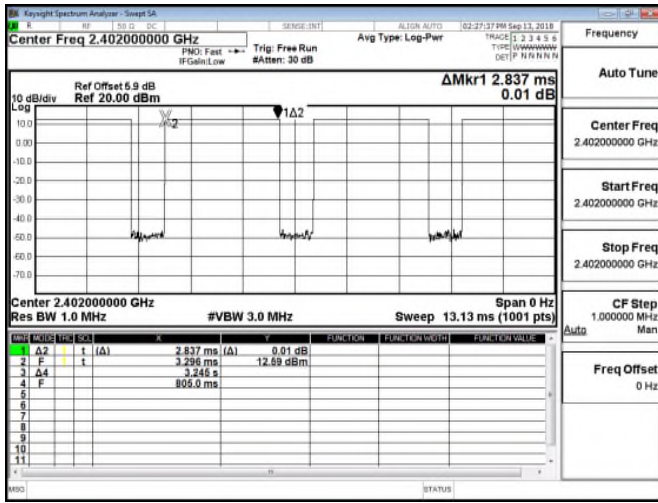 Keysight Spectrum Analyzer - Swept SA
R RF 50 Ω DC SENSE:INT ALIGN AUTO 02:27:37 PM Sep 13, 2018
Center Freq 2.402000000 GHz
PNO: Fast
IFGain:Low
Trig: Free Run
#Atten: 30 dB
Avg Type: Log-Pwr
TRACE 1 2 3 4 5 6
TYPE WWWWWW
DET P N N N N N
Frequency
Auto Tune
Center Freq
2.402000000 GHz
Start Freq
2.402000000 GHz
Stop Freq
2.402000000 GHz
CF Step
1.000000 MHz
Auto Man
Freq Offset
0 Hz
Ref Offset 6.9 dB
10 dB/div Ref 20.00 dBm
ΔMkr1 2.837 ms
0.01 dB
Log
10.0
0.00
-10.0
-20.0
-30.0
-40.0
-50.0
-60.0
-70.0
X2
1Δ2
Center 2.402000000 GHz Span 0 Hz
Res BW 1.0 MHz #VBW 3.0 MHz Sweep 13.13 ms (1001 pts)
MKR MODE TRC SCL X Y FUNCTION FUNCTION WIDTH FUNCTION VALUE
1 Δ2 1 t (Δ) 2.837 ms (Δ) 0.01 dB
2 F 1 t 3.296 ms 12.69 dBm
3 Δ4 3.245 s
4 F 805.0 ms
5
6
7
8
9
10
11
MSG STATUS